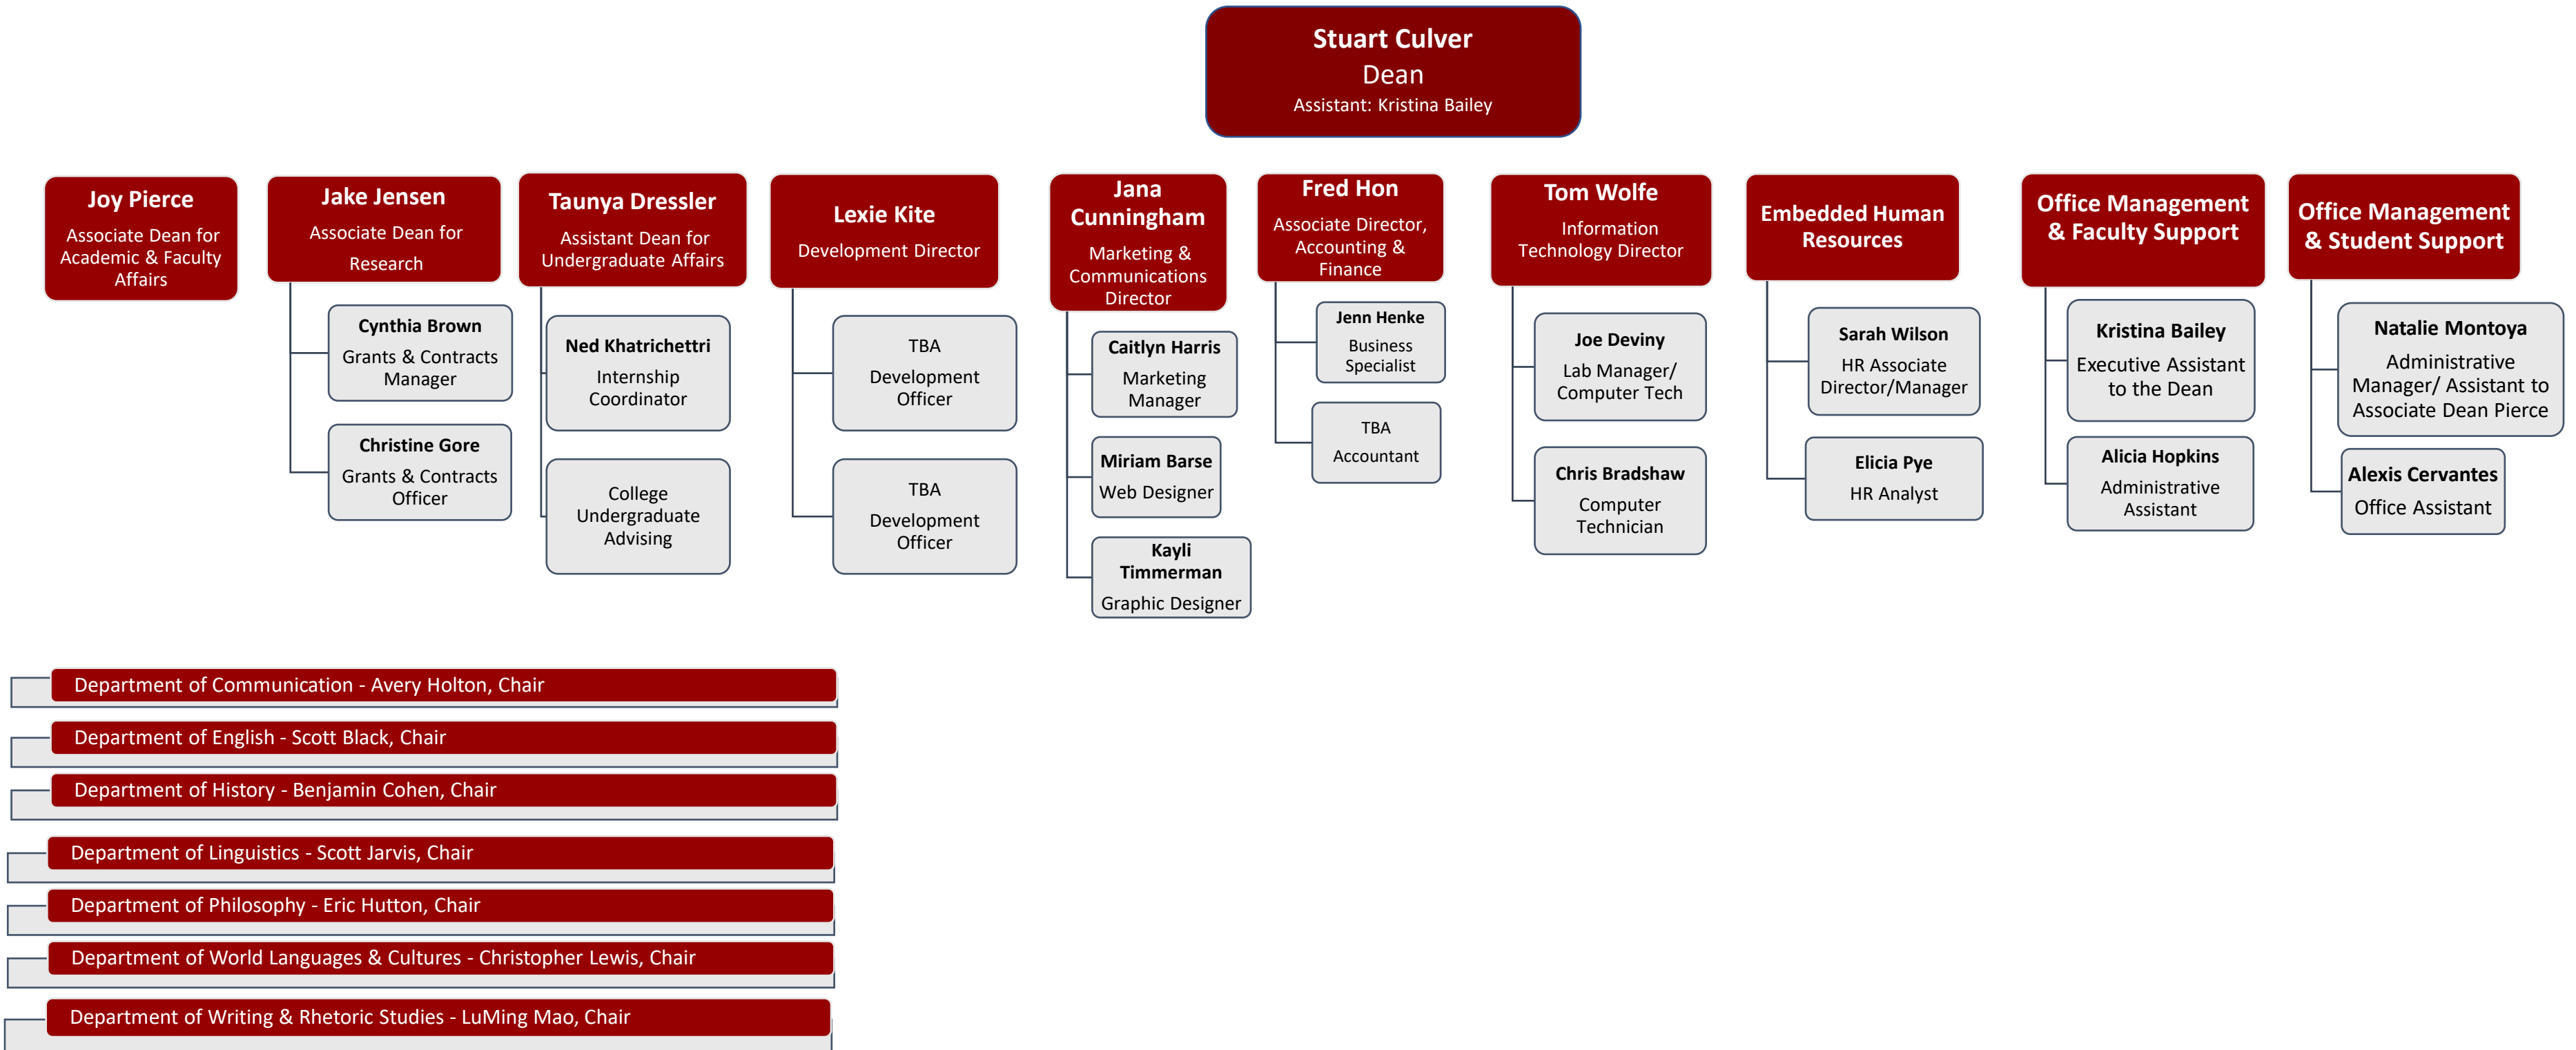 Stuart Culver
Dean
Assistant: Kristina Bailey
Joy Pierce
Associate Dean for
Academic & Faculty
Affairs
Jake Jensen
Associate Dean for
Research
Cynthia Brown
Grants & Contracts
Manager
Christine Gore
Grants & Contracts
Officer
Taunya Dressler
Assistant Dean for
Undergraduate Affairs
Ned Khatrichettri
Internship
Coordinator
College
Undergraduate
Advising
Lexie Kite
Development Director
TBA
Development
Officer
TBA
Development
Officer
Jana
Cunningham
Marketing &
Communications
Director
Caitlyn Harris
Marketing
Manager
Miriam Barse
Web Designer
Kayli
Timmerman
Graphic Designer
Fred Hon
Associate Director,
Accounting &
Finance
Jenn Henke
Business
Specialist
TBA
Accountant
Tom Wolfe
Information
Technology Director
Joe Deviny
Lab Manager/
Computer Tech
Chris Bradshaw
Computer
Technician
Embedded Human
Resources
Sarah Wilson
HR Associate
Director/Manager
Elicia Pye
HR Analyst
Office Management
& Faculty Support
Kristina Bailey
Executive Assistant
to the Dean
Alicia Hopkins
Administrative
Assistant
Office Management
& Student Support
Natalie Montoya
Administrative
Manager/ Assistant to
Associate Dean Pierce
Alexis Cervantes
Office Assistant
Department of Communication - Avery Holton, Chair
Department of English - Scott Black, Chair
Department of History - Benjamin Cohen, Chair
Department of Linguistics - Scott Jarvis, Chair
Department of Philosophy - Eric Hutton, Chair
Department of World Languages & Cultures - Christopher Lewis, Chair
Department of Writing & Rhetoric Studies - LuMing Mao, Chair